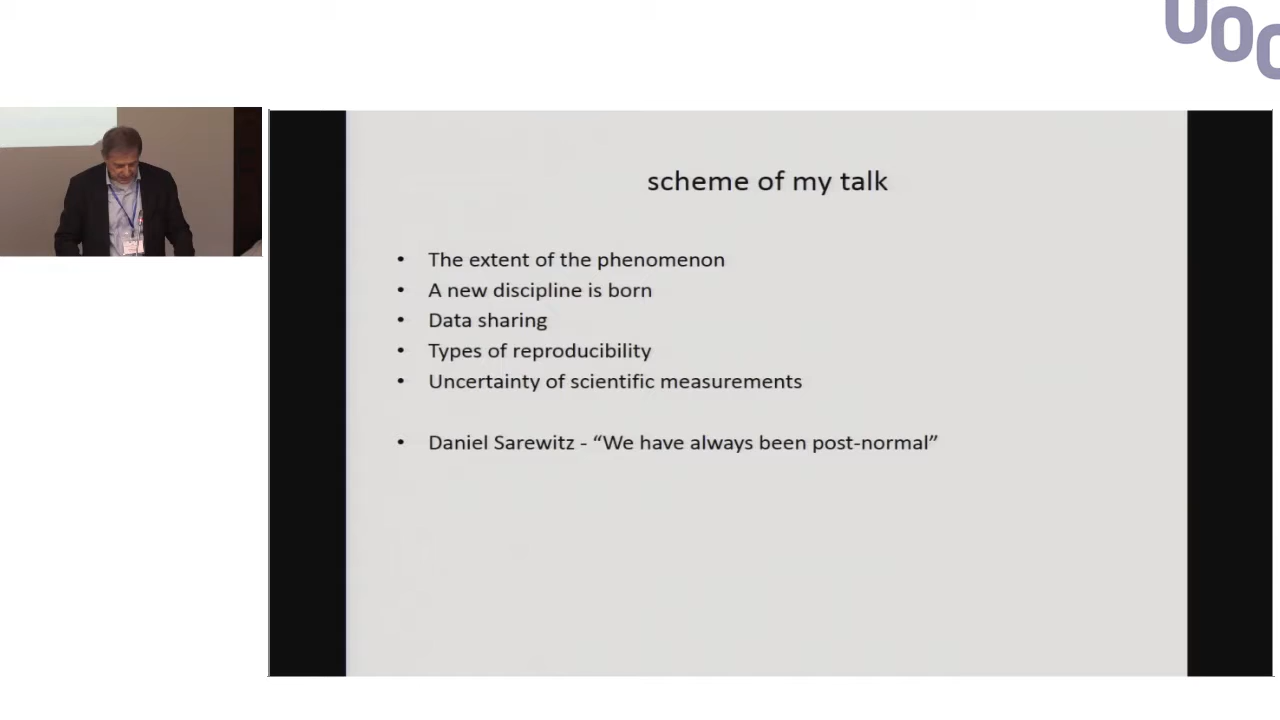 UOC
scheme of my talk
• The extent of the phenomenon
• A new discipline is born
• Data sharing
• Types of reproducibility
• Uncertainty of scientific measurements
• Daniel Sarewitz - “We have always been post-normal”